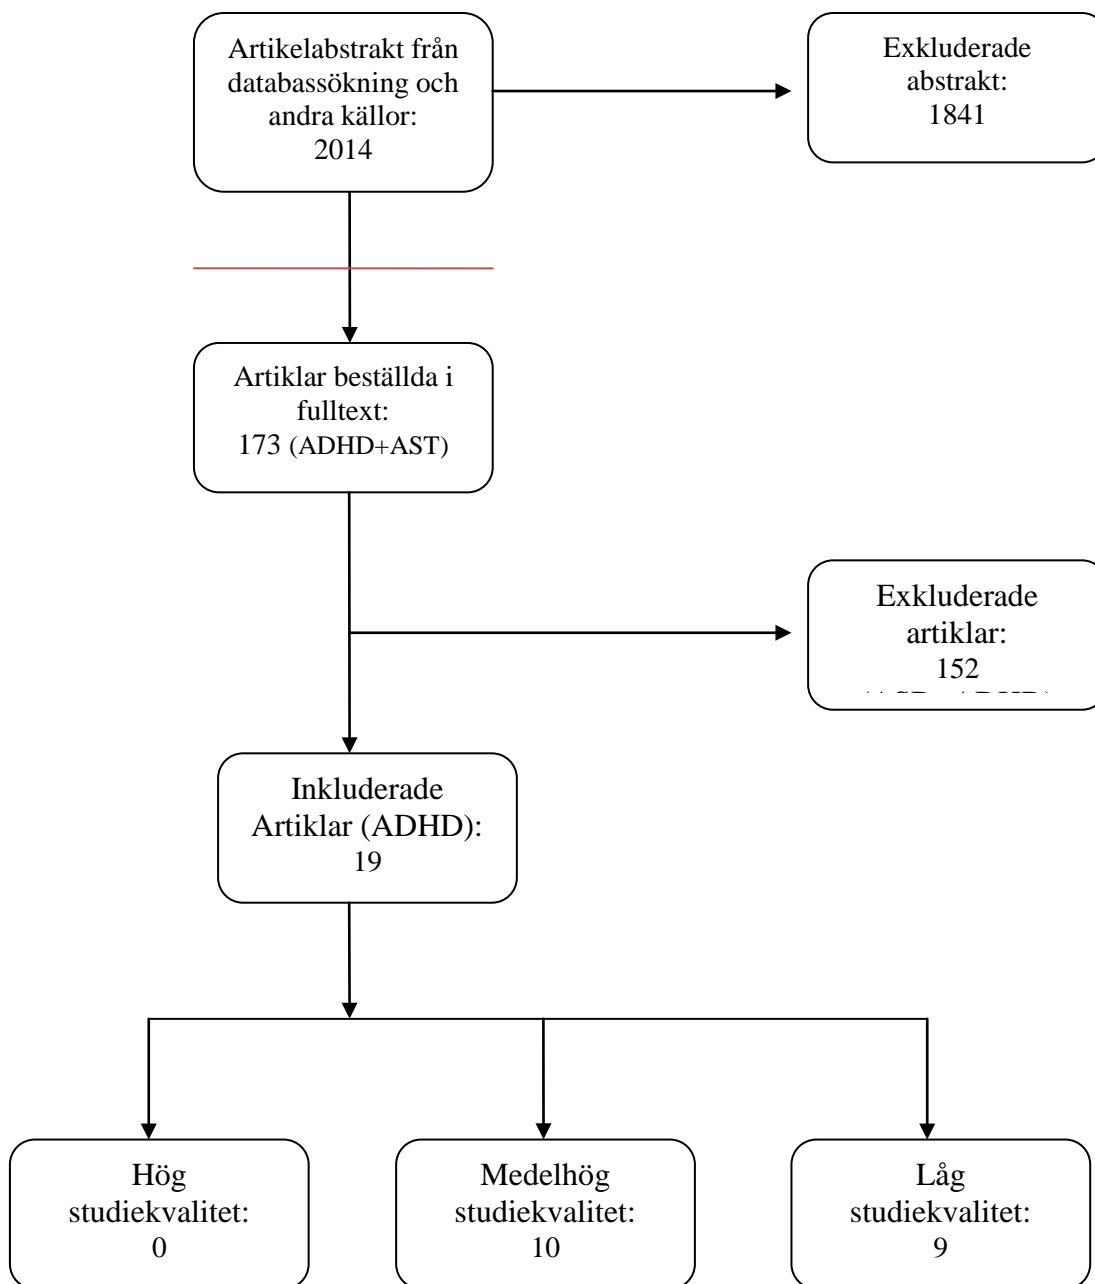 Artikelabstrakt från
databassökning och
andra källor:
2014
Exkluderade
abstrakt:
1841
Artiklar beställda i
fulltext:
173 (ADHD+AST)
Exkluderade
artiklar:
152
Inkluderade
Artiklar (ADHD):
19
Hög
studiekvalitet:
0
Medelhög
studiekvalitet:
10
Låg
studiekvalitet:
9